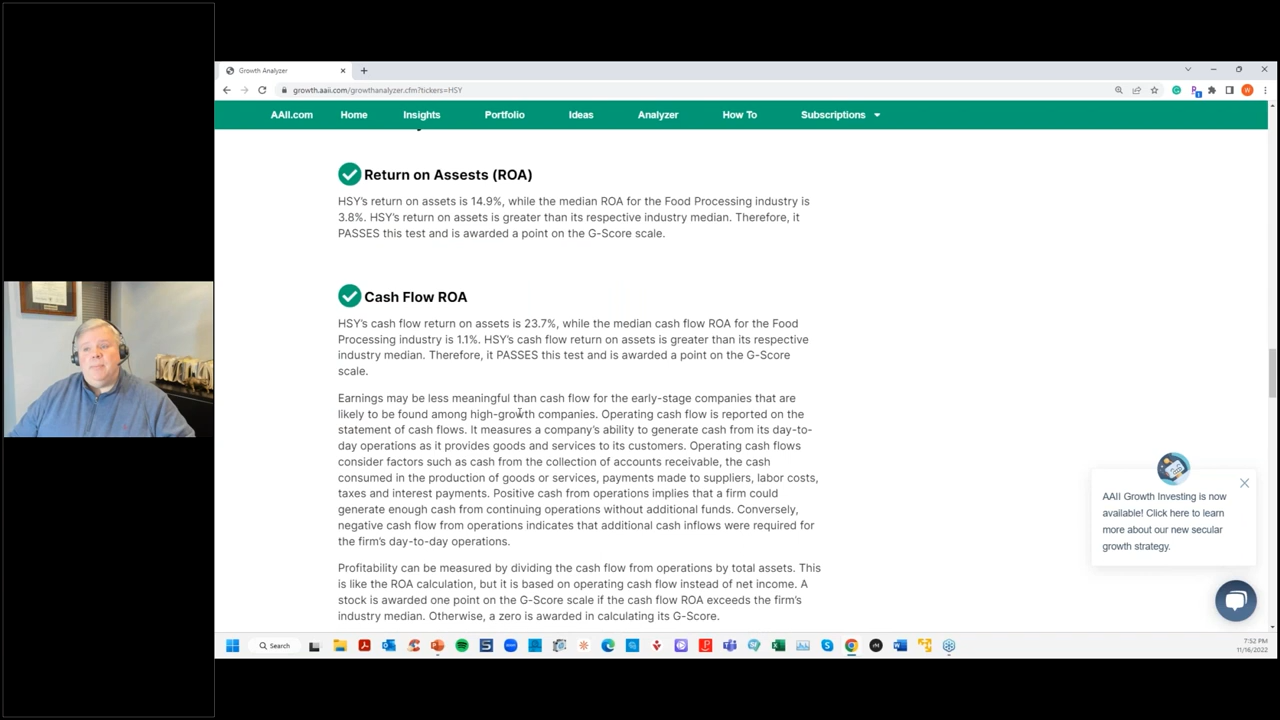 Growth Analyzer
growth.aaii.com/growthanalyzer.cfm?tickers=HSY
AAII.com Home Insights Portfolio Ideas Analyzer How To Subscriptions
Return on Assests (ROA)
HSY's return on assets is 14.9%, while the median ROA for the Food Processing industry is
3.8%. HSY's return on assets is greater than its respective industry median. Therefore, it
PASSES this test and is awarded a point on the G-Score scale.
Cash Flow ROA
HSY's cash flow return on assets is 23.7%, while the median cash flow ROA for the Food
Processing industry is 1.1%. HSY's cash flow return on assets is greater than its respective
industry median. Therefore, it PASSES this test and is awarded a point on the G-Score
scale.
Earnings may be less meaningful than cash flow for the early-stage companies that are
likely to be found among high-growth companies. Operating cash flow is reported on the
statement of cash flows. It measures a company's ability to generate cash from its day-to-
day operations as it provides goods and services to its customers. Operating cash flows
consider factors such as cash from the collection of accounts receivable, the cash
consumed in the production of goods or services, payments made to suppliers, labor costs,
taxes and interest payments. Positive cash from operations implies that a firm could
generate enough cash from continuing operations without additional funds. Conversely,
negative cash flow from operations indicates that additional cash inflows were required for
the firm's day-to-day operations.
Profitability can be measured by dividing the cash flow from operations by total assets. This
is like the ROA calculation, but it is based on operating cash flow instead of net income. A
stock is awarded one point on the G-Score scale if the cash flow ROA exceeds the firm's
industry median. Otherwise, a zero is awarded in calculating its G-Score.
AAII Growth Investing is now
available! Click here to learn
more about our new secular
growth strategy.
Search
7:52 PM
11/16/2022